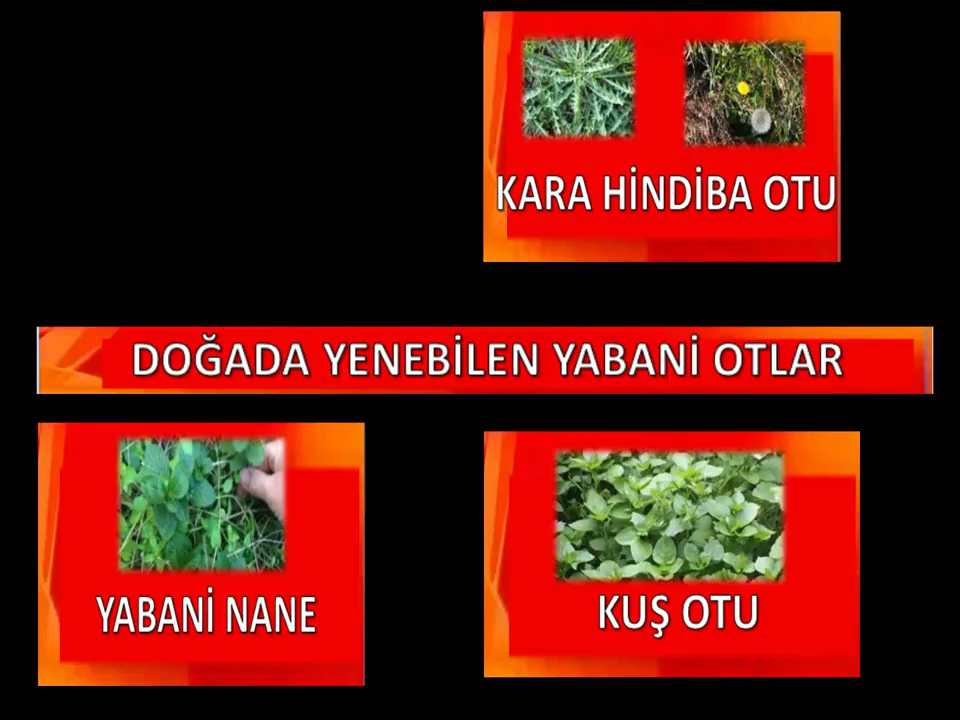 KARA HİNDİBA OTU
DOĞADA YENEBİLEN YABANİ OTLAR
YABANİ NANE
KUŞ OTU